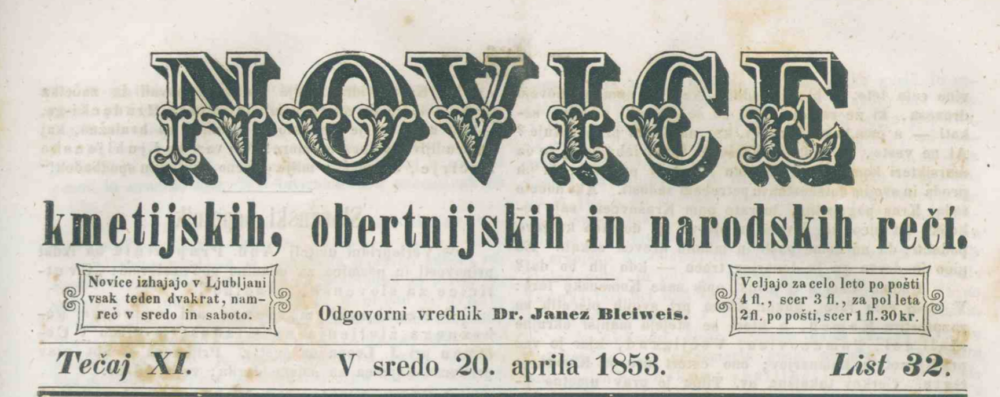 NOVICE
kmetijskih, obertnijskih in narodskih rečí.
Novice izhajajo v Ljubljani
vsak teden dvakrat, nam-
reč v sredo in saboto.
Odgovorni vrednik Dr. Janez Bleiweis.
Veljajo za celo leto po pošti
4 fl., scer 3 fl., za pol leta
2 fl. po pošti, scer 1 fl. 30 kr.
Tečaj XI.
V sredo 20. aprila 1853.
List 32.